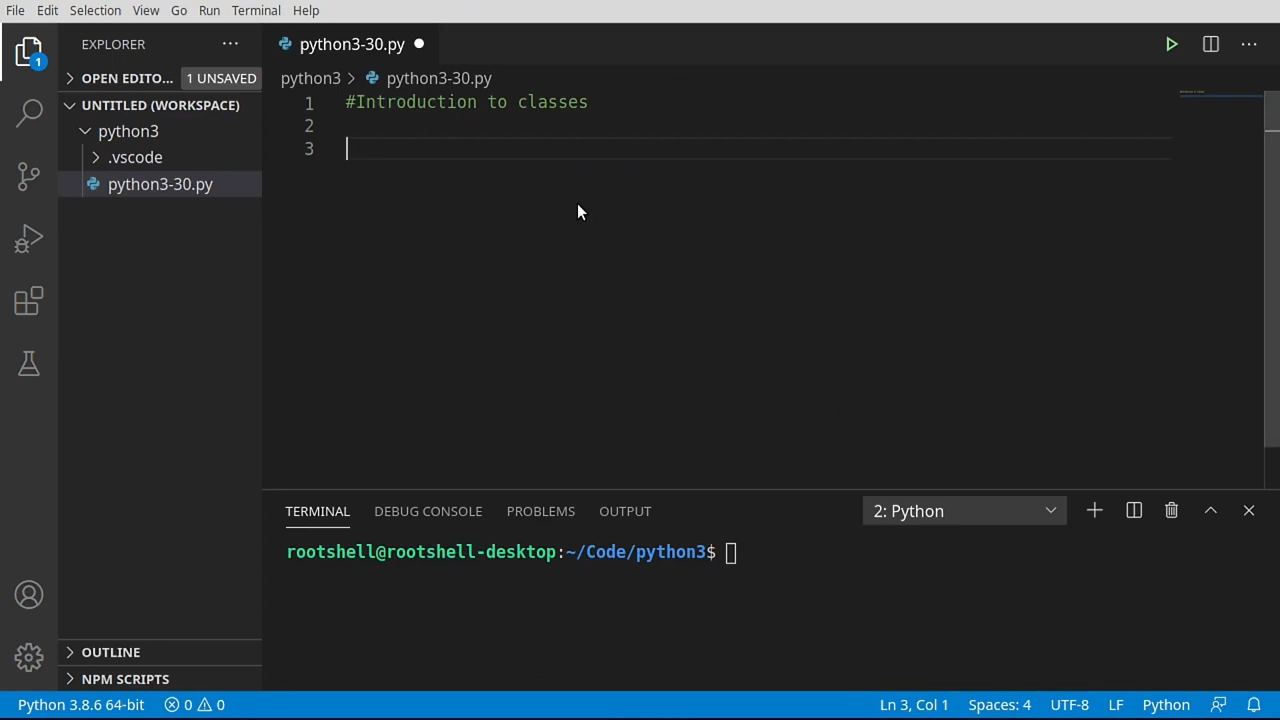 File Edit Selection View Go Run Terminal Help
EXPLORER ...
python3-30.py
OPEN EDITO... 1 UNSAVED
python3 > python3-30.py
UNTITLED (WORKSPACE)
python3
.vscode
python3-30.py
1 #Introduction to classes
2
3
1
TERMINAL DEBUG CONSOLE PROBLEMS OUTPUT 2: Python
rootshell@rootshell-desktop:~/Code/python3$
OUTLINE
NPM SCRIPTS
Python 3.8.6 64-bit 0 0 Ln 3, Col 1 Spaces: 4 UTF-8 LF Python